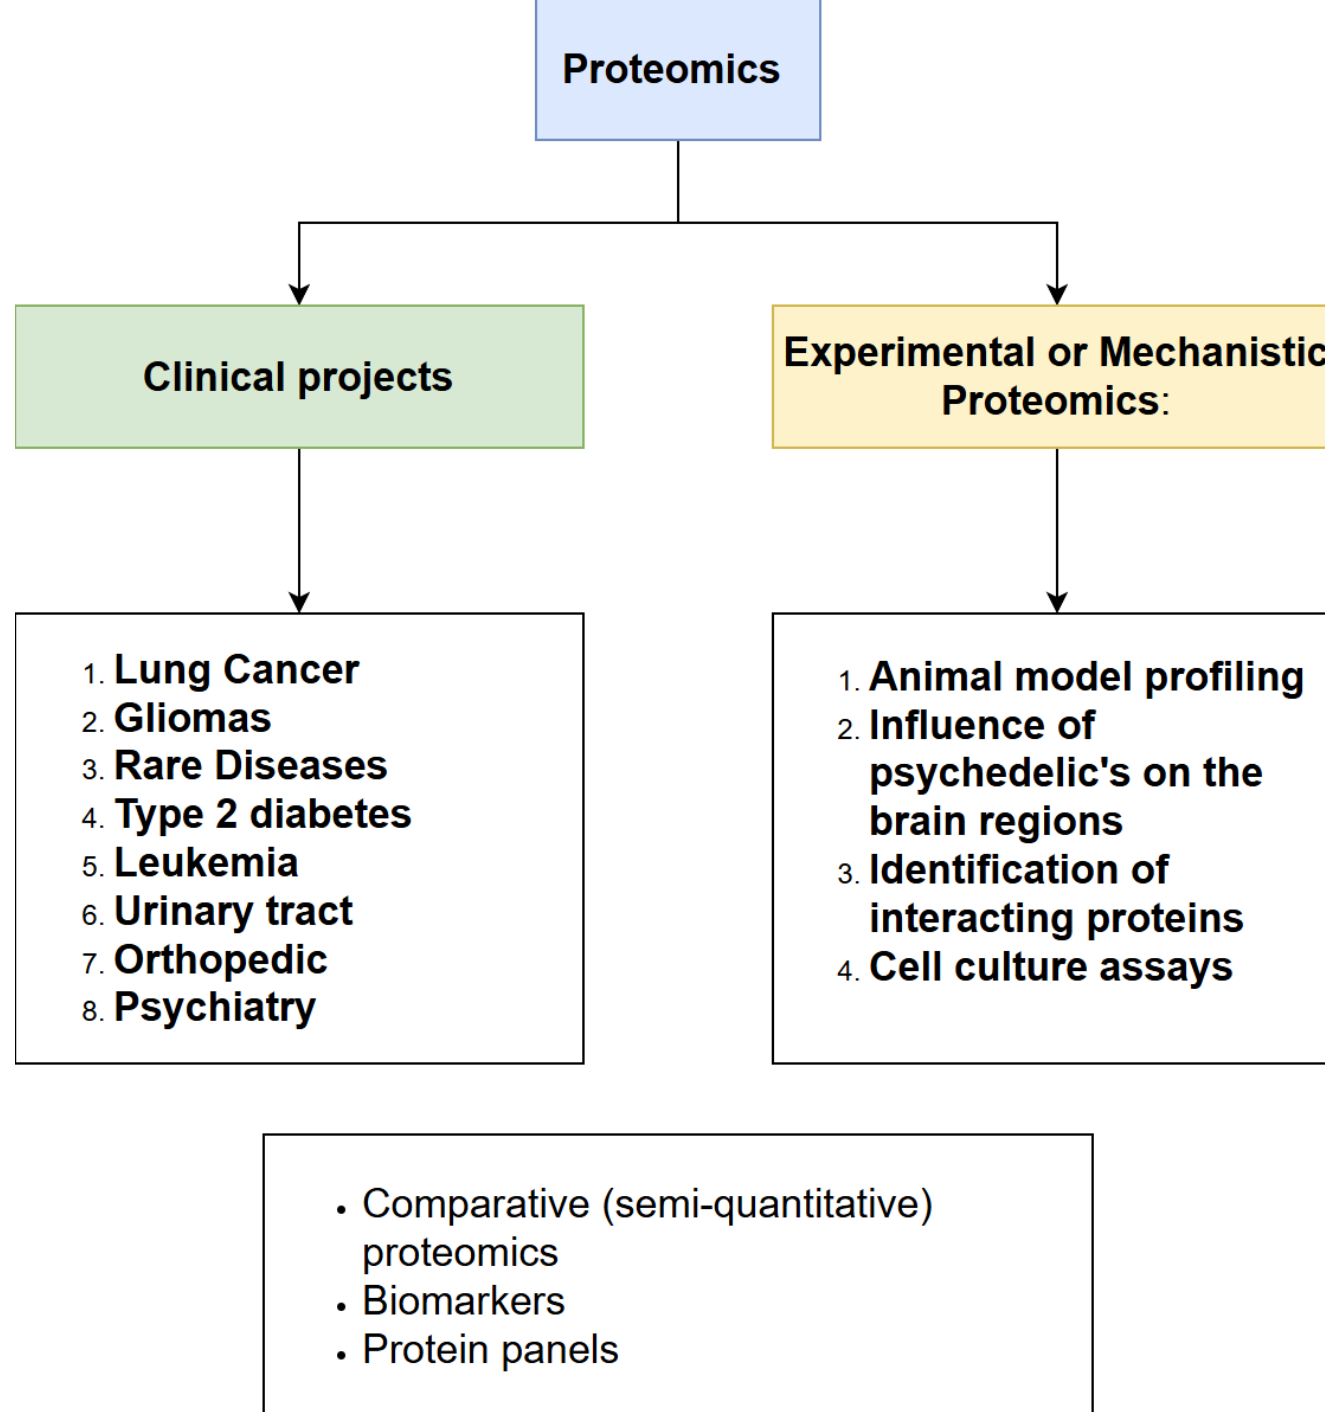 Proteomics
Clinical projects
Experimental or Mechanistic
Proteomics:
1. Lung Cancer
2. Gliomas
3. Rare Diseases
4. Type 2 diabetes
5. Leukemia
6. Urinary tract
7. Orthopedic
8. Psychiatry
1. Animal model profiling
2. Influence of
psychedelic's on the
brain regions
3. Identification of
interacting proteins
4. Cell culture assays
• Comparative (semi-quantitative)
proteomics
• Biomarkers
• Protein panels